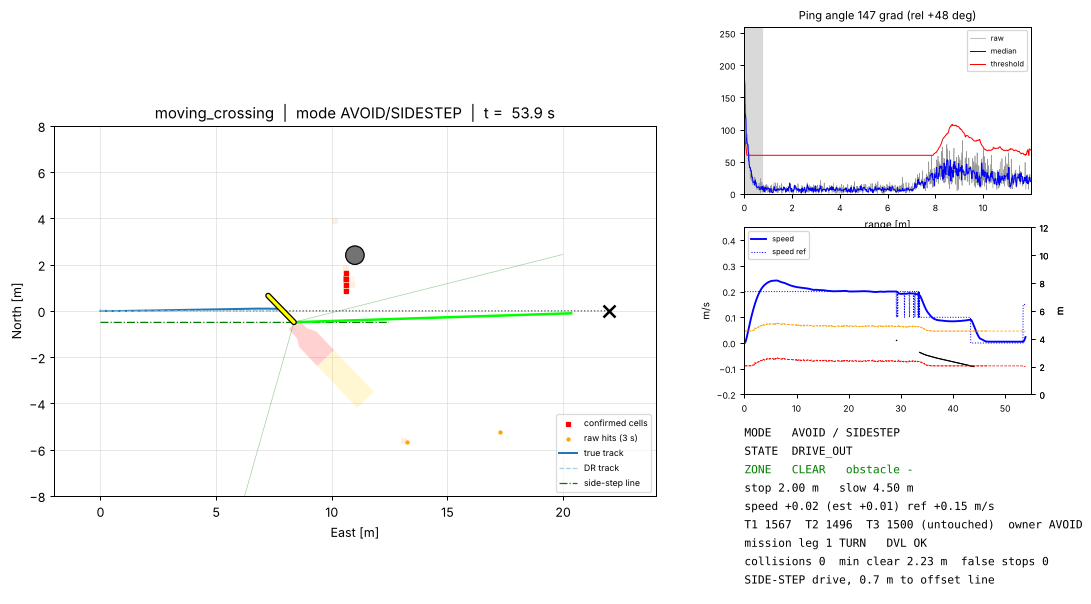 moving_crossing | mode AVOID/SIDESTEP | t = 53.9 s
8
6
4
2
0
−2
−4
−6
−8
North [m]
0
5
10
15
20
East [m]
confirmed cells
raw hits (3 s)
true track
DR track
side-step line
Ping angle 147 grad (rel +48 deg)
250
200
150
100
50
0
raw
median
threshold
0
2
4
6
8
10
range [m]
0.4
0.3
0.2
0.1
0.0
−0.1
−0.2
m/s
speed
speed ref
12
10
8
6
4
2
0
m
0
10
20
30
40
50
MODE AVOID / SIDESTEP
STATE DRIVE_OUT
ZONE CLEAR obstacle -
stop 2.00 m slow 4.50 m
speed +0.02 (est +0.01) ref +0.15 m/s
T1 1567 T2 1496 T3 1500 (untouched) owner AVOID
mission leg 1 TURN DVL OK
collisions 0 min clear 2.23 m false stops 0
SIDE-STEP drive, 0.7 m to offset line